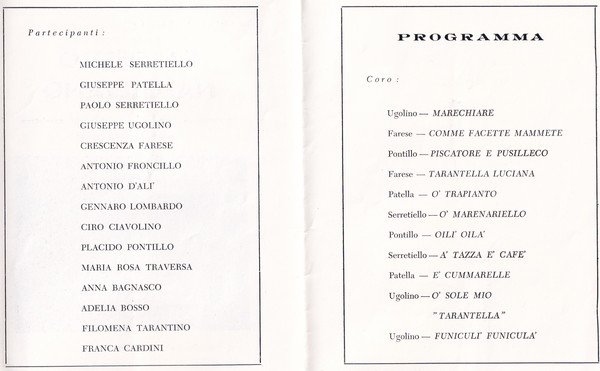 Partecipanti:
MICHELE SERRETIELLO
GIUSEPPE PATELLA
PAOLO SERRETIELLO
GIUSEPPE UGOLINO
CRESCENZA FARESE
ANTONIO FRONCILLO
ANTONIO D'ALI'
GENNARO LOMBARDO
CIRO CIAVOLINO
PLACIDO PONTILLO
MARIA ROSA TRAVERSA
ANNA BAGNASCO
ADELIA BOSSO
FILOMENA TARANTINO
FRANCA CARDINI
PROGRAMMA
Coro:
Ugolino — MARECHIARE
Farese — COMME FACETTE MAMMETE
Pontillo — PISCATORE E PUSILLECO
Farese — TARANTELLA LUCIANA
Patella — O' TRAPIANTO
Serretiello — O' MARENARIELLO
Pontillo — OILI' OILA'
Serretiello — A' TAZZA E' CAFE'
Patella — E' CUMMARELLE
Ugolino — O' SOLE MIO
"TARANTELLA"
Ugolino — FUNICULI' FUNICULA'